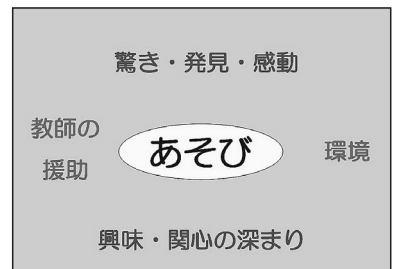 驚き・発見・感動
教師の
援助
あそび
環境
興味・関心の深まり